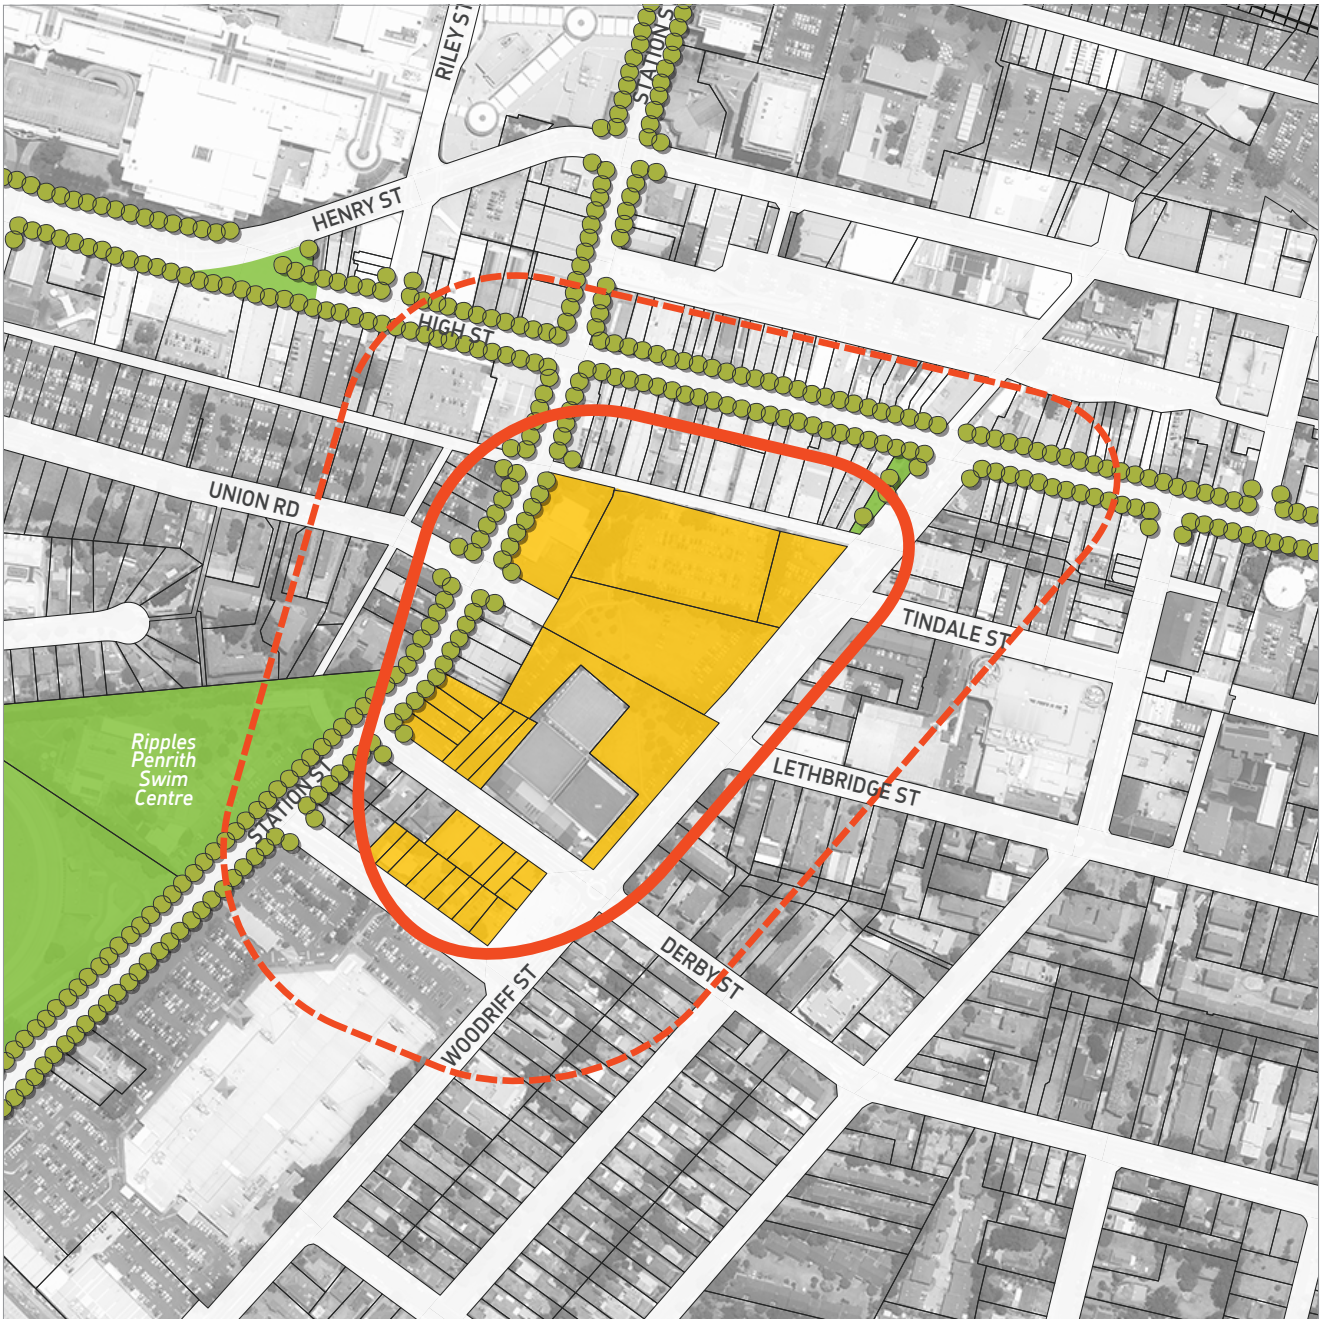 RILEY ST
STATION S
HENRY ST
HIGH ST
UNION RD
TINDALE ST
Ripples
Penrith
Swim
Centre
STATION ST
LETHBRIDGE ST
DERBY ST
WOODRIFF ST